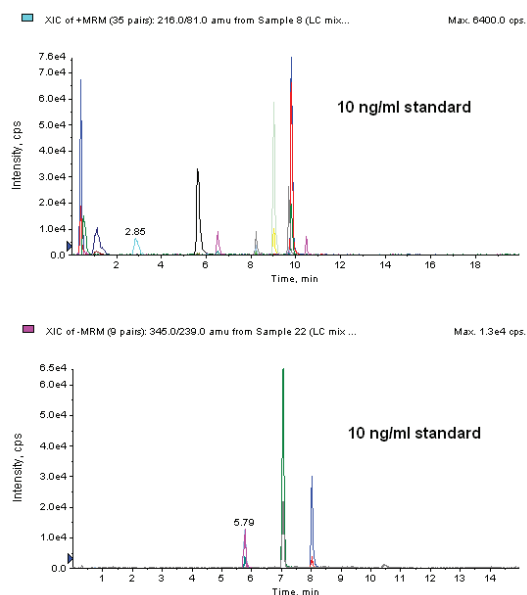 XIC of +MRM (35 pairs): 216.0/81.0 amu from Sample 8 (LC mix... Max. 6400.0 cps.
7.6e4
7.0e4
6.0e4
5.0e4
4.0e4
3.0e4
2.0e4
1.0e4
0.0
Intensity, cps
10 ng/ml standard
2.85
2 4 6 8 10 12 14 16 18
Time, min
XIC of -MRM (9 pairs): 345.0/239.0 amu from Sample 22 (LC mix ... Max. 1.3e4 cps.
6.5e4
6.0e4
5.0e4
4.0e4
3.0e4
2.0e4
1.0e4
0.0
Intensity, cps
10 ng/ml standard
5.79
1 2 3 4 5 6 7 8 9 10 11 12 13 14
Time, min